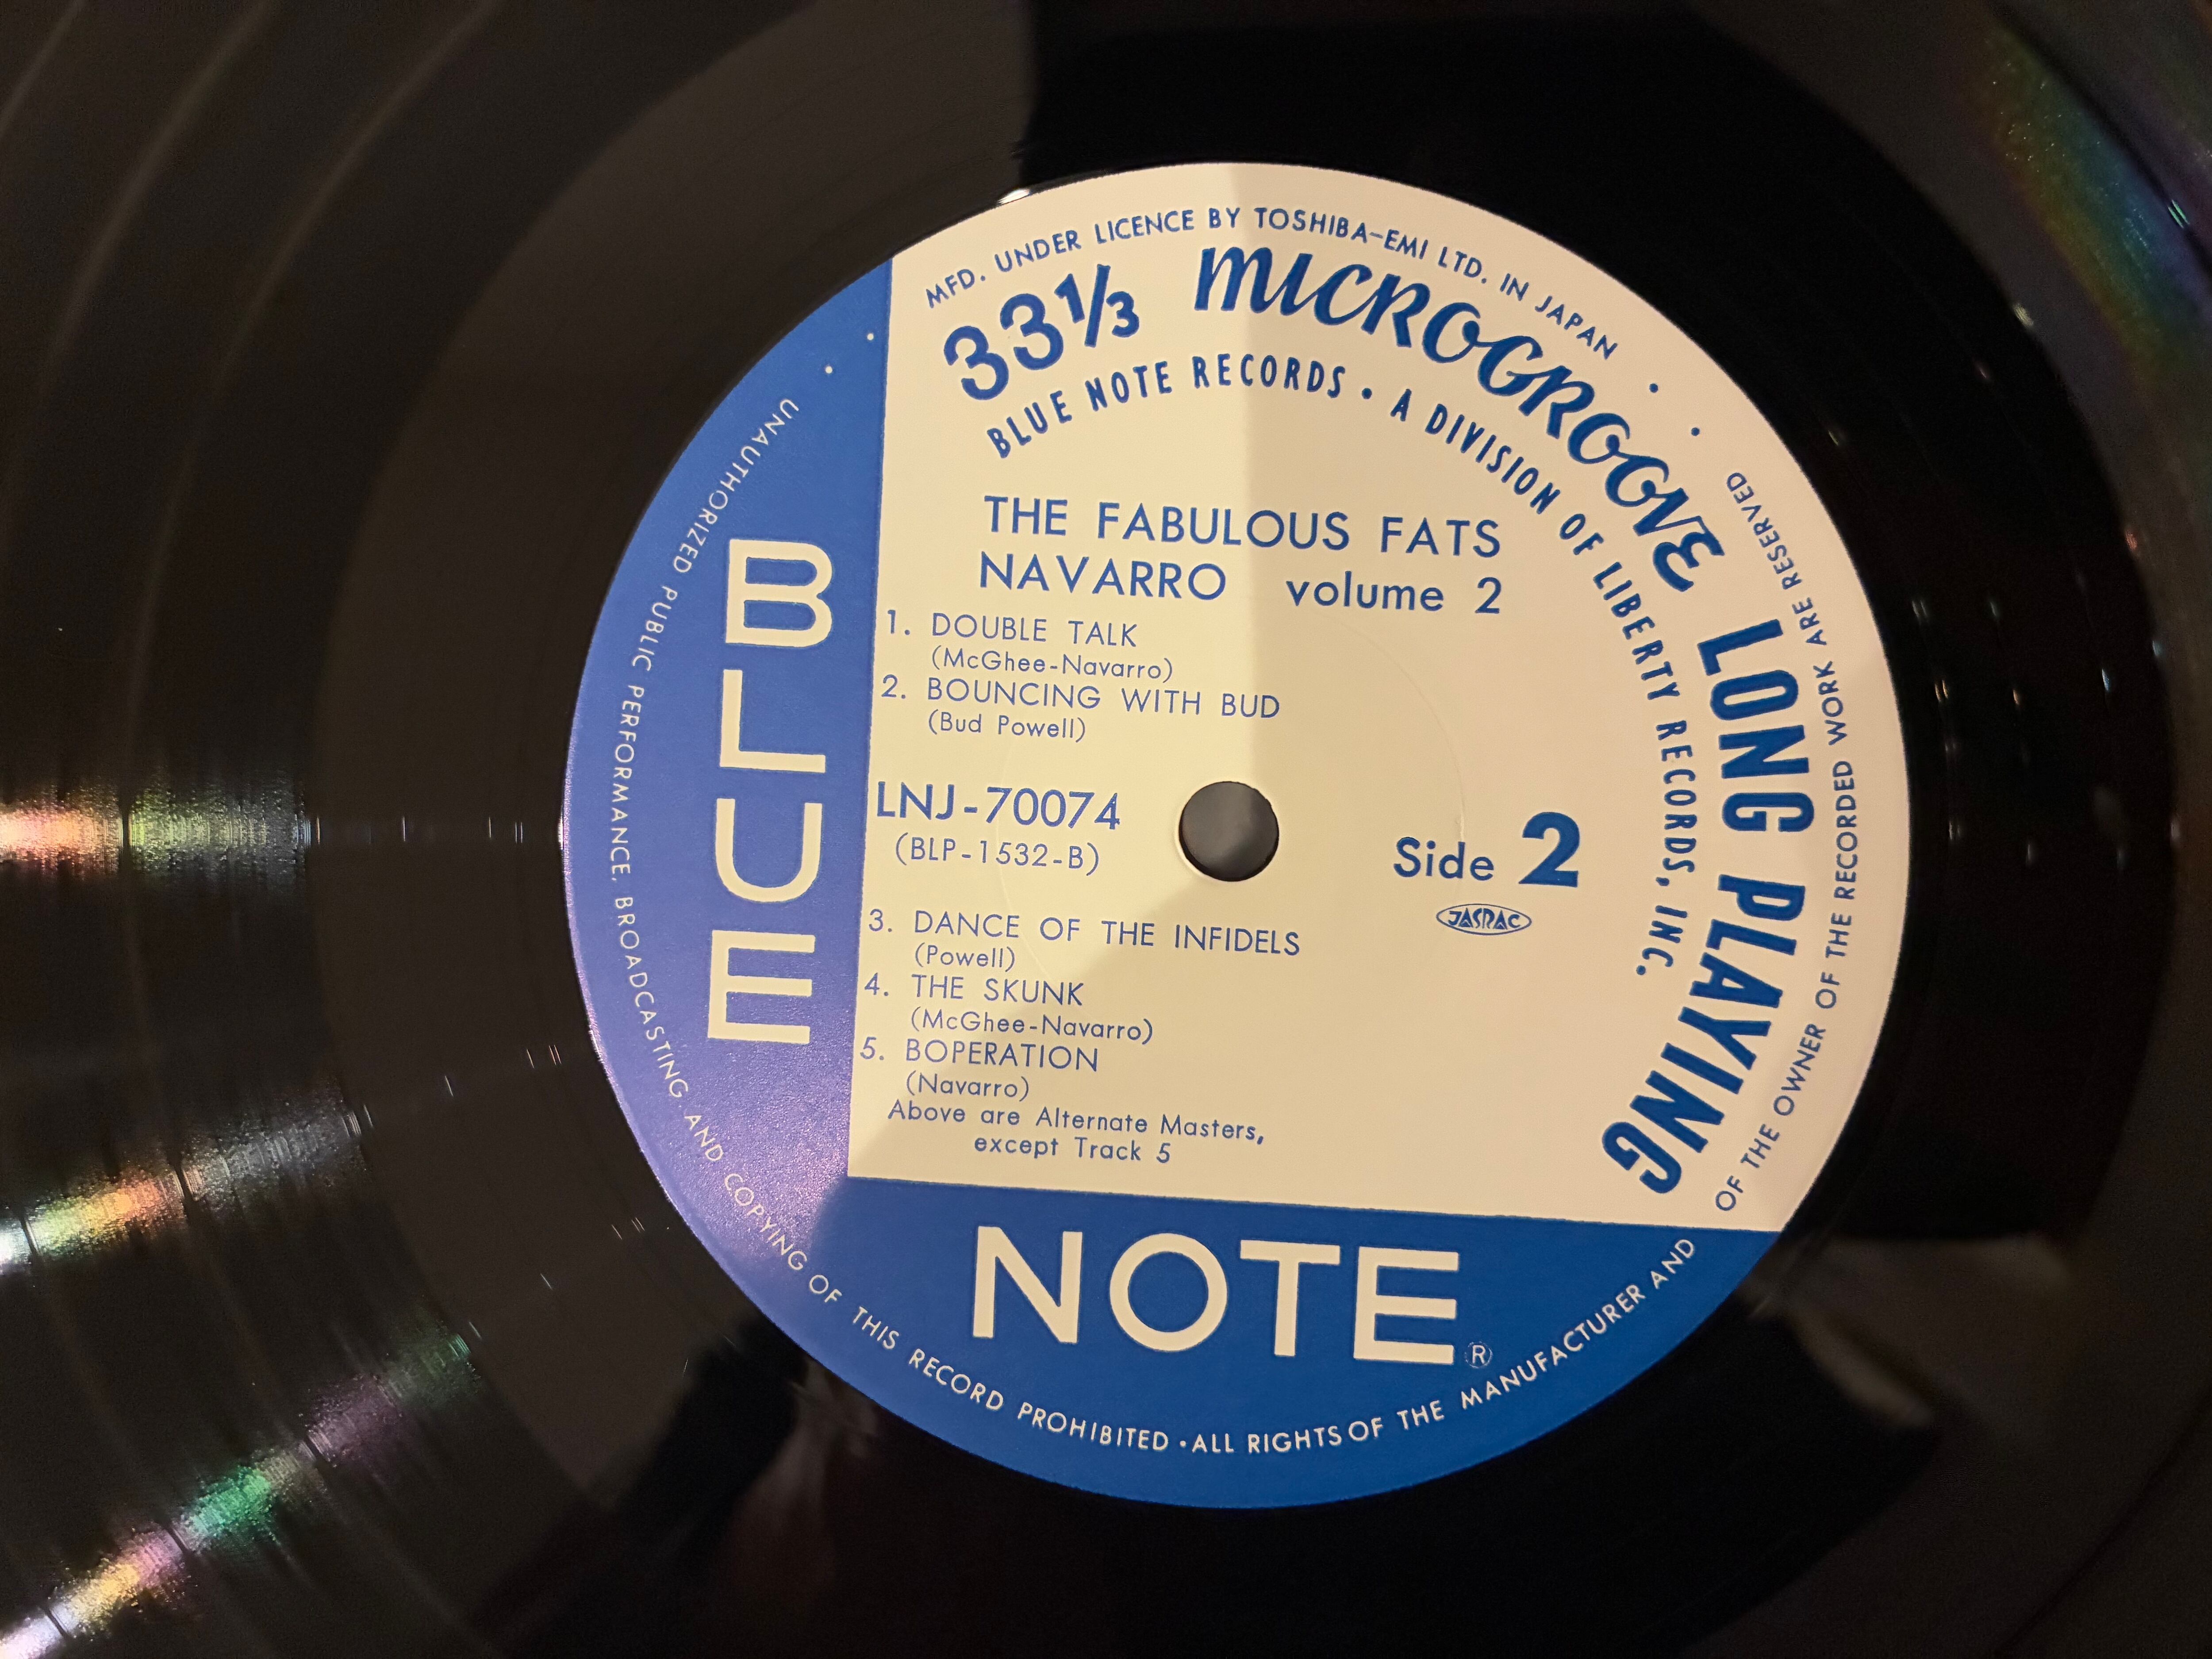 MFD. UNDER LICENCE BY TOSHIBA-EMI LTD. IN JAPAN
33⅓ MICROGROOVE LONG PLAYING
BLUE NOTE RECORDS • A DIVISION OF LIBERTY RECORDS, INC.
THE FABULOUS FATS
NAVARRO volume 2
1. DOUBLE TALK
(McGhee-Navarro)
2. BOUNCING WITH BUD
(Bud Powell)
LNJ-70074
(BLP-1532-B)
Side 2
JASRAC
3. DANCE OF THE INFIDELS
(Powell)
4. THE SKUNK
(McGhee-Navarro)
5. BOPERATION
(Navarro)
Above are Alternate Masters,
except Track 5
BLUE
NOTE®
UNAUTHORIZED PUBLIC PERFORMANCE, BROADCASTING AND COPYING OF THIS RECORD PROHIBITED • ALL RIGHTS OF THE MANUFACTURER AND OF THE OWNER OF THE RECORDED WORK ARE RESERVED